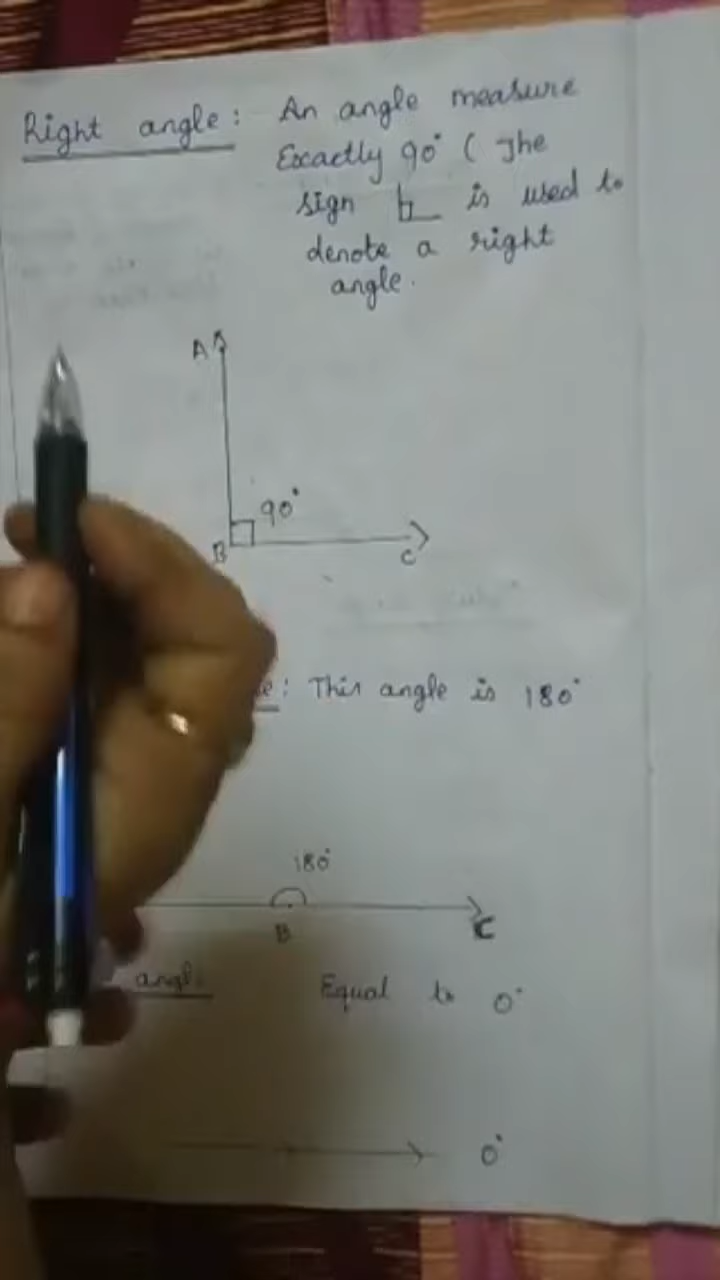 Right angle: An angle measure
Exactly 90° ( The
sign is used to
denote a right
angle.
A
90°
B
C
e: This angle is 180°
180°
B
C
angle Equal to 0°
0°